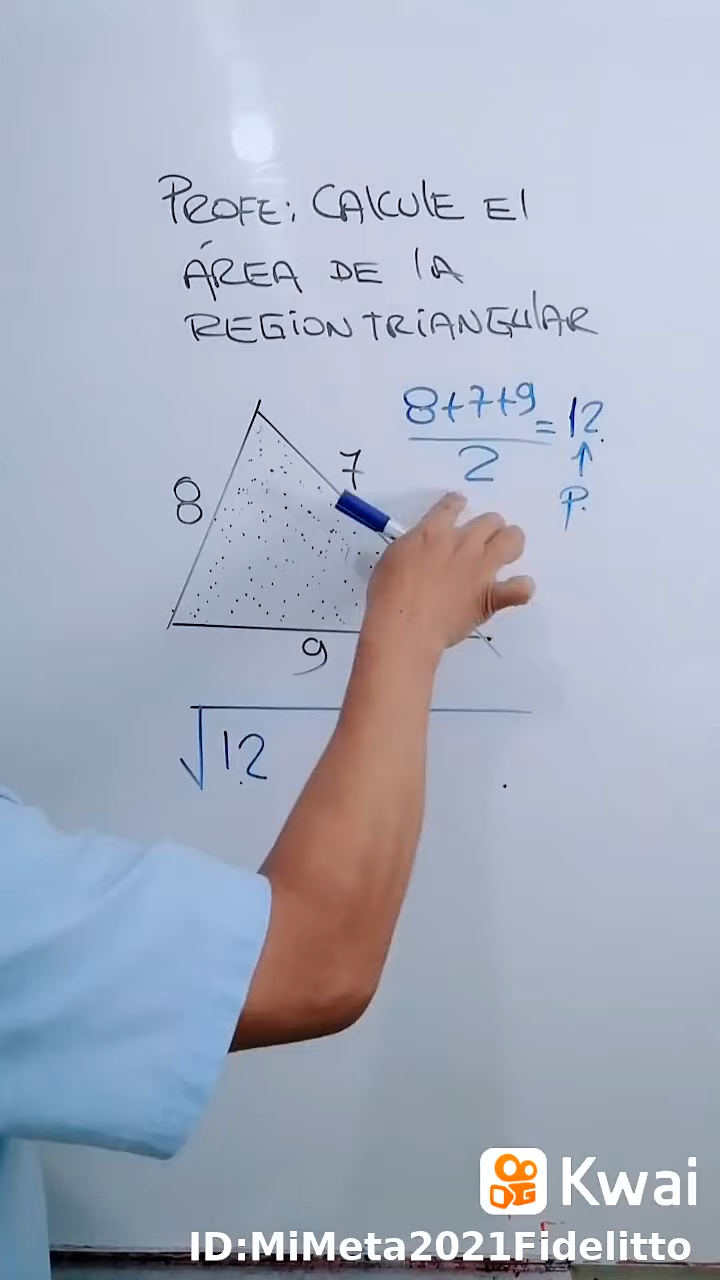 PROFE: CALCULE El
ÁREA DE lA
REGION TRIANGULAR
8+7+9
= 12
2
P.
7
8
9
√12
Kwai
ID:MiMeta2021Fidelitto